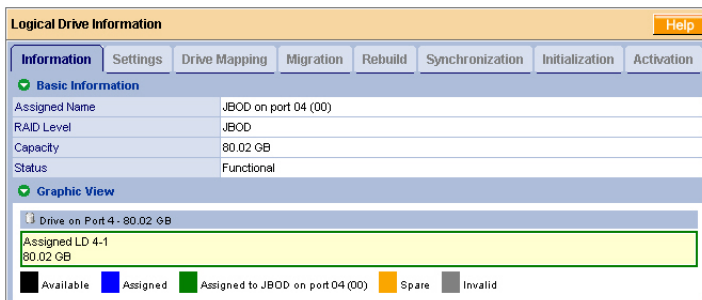 Logical Drive Information Help
Information Settings Drive Mapping Migration Rebuild Synchronization Initialization Activation
Basic Information
Assigned Name JBOD on port 04 (00)
RAID Level JBOD
Capacity 80.02 GB
Status Functional
Graphic View
Drive on Port 4 - 80.02 GB
Assigned LD 4-1
80.02 GB
Available Assigned Assigned to JBOD on port 04 (00) Spare Invalid